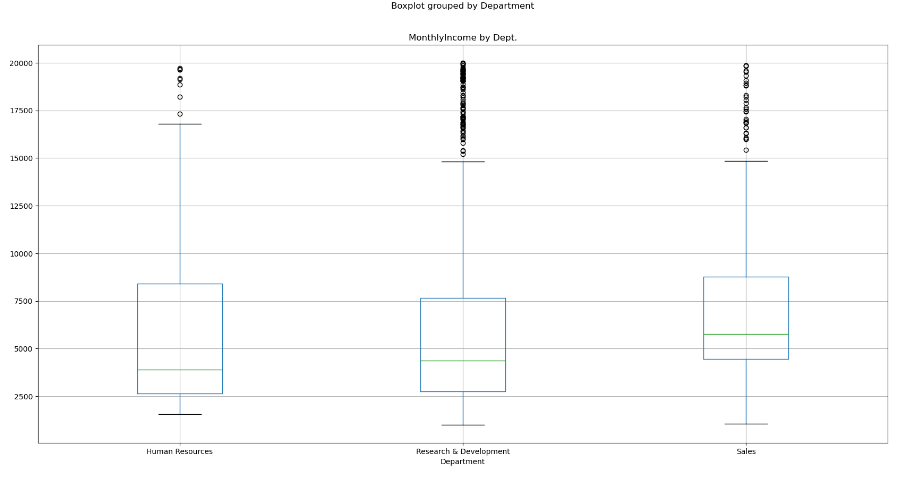 Boxplot grouped by Department
MonthlyIncome by Dept.
20000
17500
15000
12500
10000
7500
5000
2500
Human Resources
Research & Development
Sales
Department